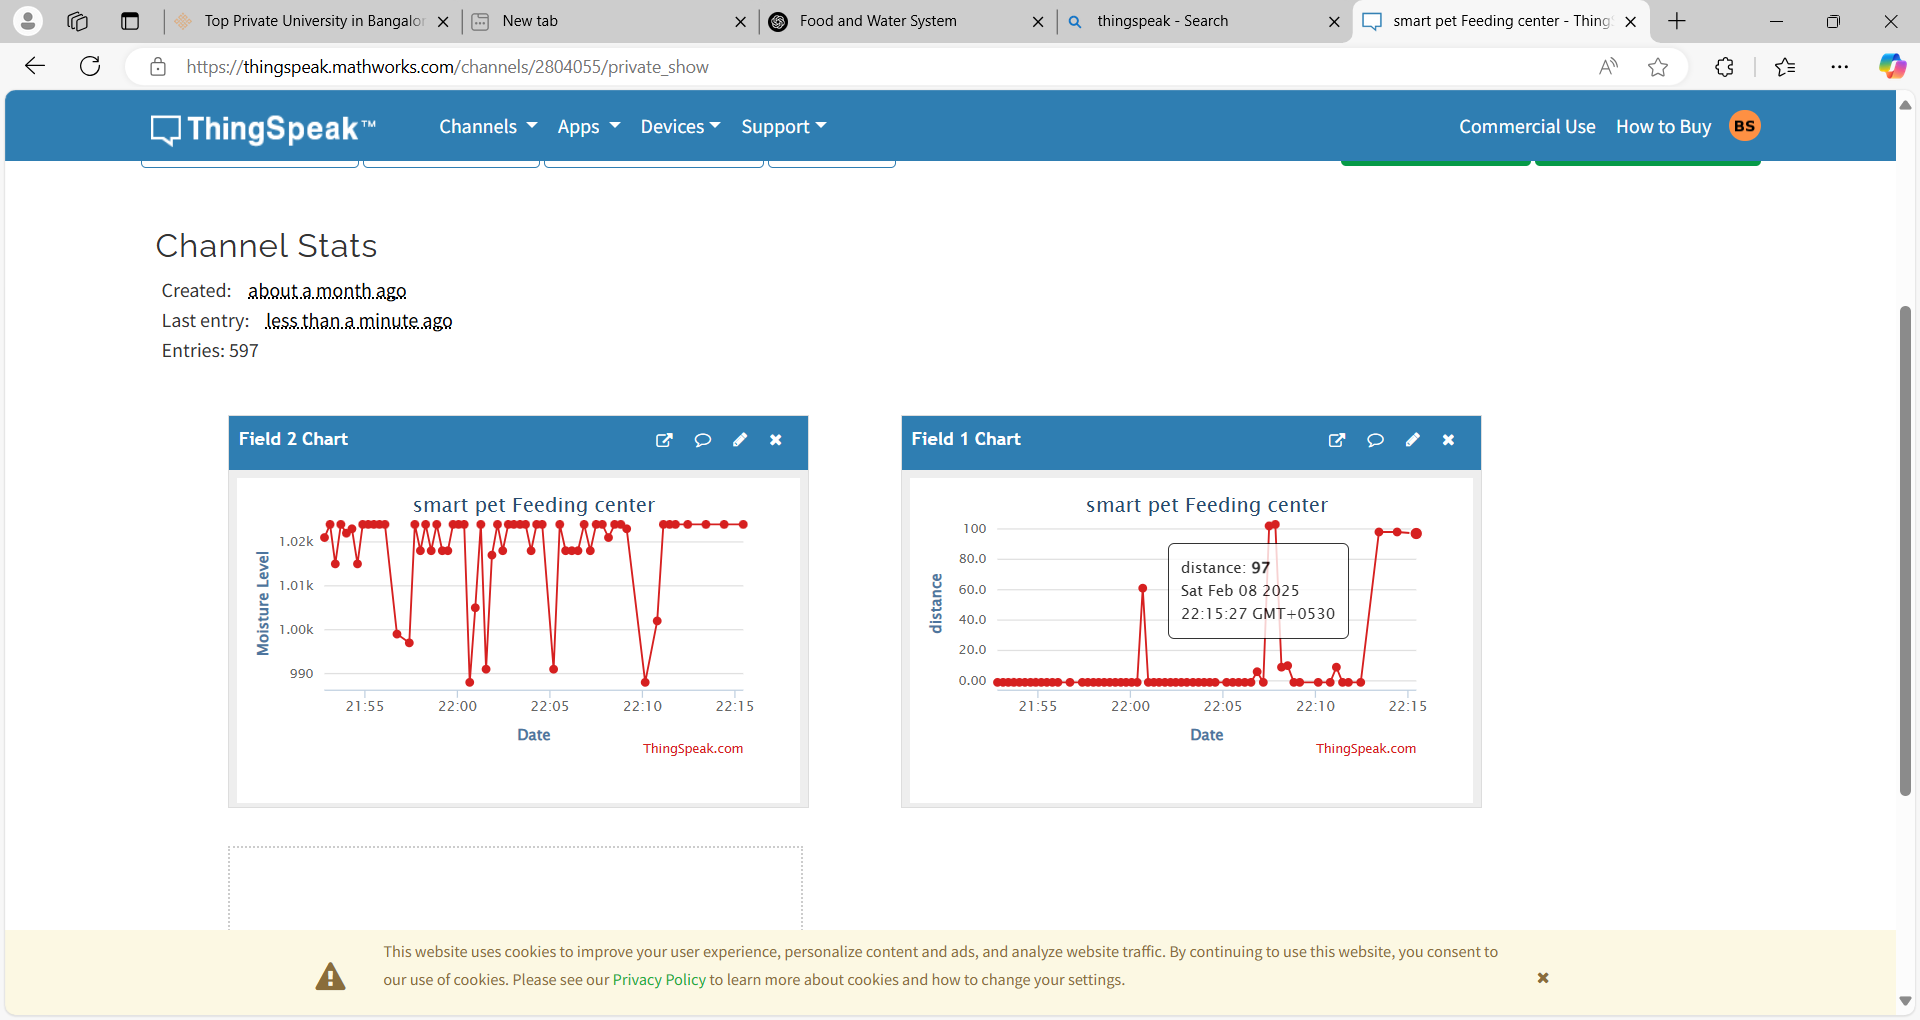 Top Private University in Bangalor
New tab
Food and Water System
thingspeak - Search
smart pet Feeding center - Thing
https://thingspeak.mathworks.com/channels/2804055/private_show
ThingSpeak™ Channels Apps Devices Support Commercial Use How to Buy BS
Channel Stats
Created: about a month ago
Last entry: less than a minute ago
Entries: 597
Field 2 Chart
smart pet Feeding center
Moisture Level
1.02k
1.01k
1.00k
990
21:55 22:00 22:05 22:10 22:15
Date
ThingSpeak.com
Field 1 Chart
smart pet Feeding center
distance
100
80.0
60.0
40.0
20.0
0.00
distance: 97
Sat Feb 08 2025
22:15:27 GMT+0530
21:55 22:00 22:05 22:10 22:15
Date
ThingSpeak.com
This website uses cookies to improve your user experience, personalize content and ads, and analyze website traffic. By continuing to use this website, you consent to
our use of cookies. Please see our Privacy Policy to learn more about cookies and how to change your settings.